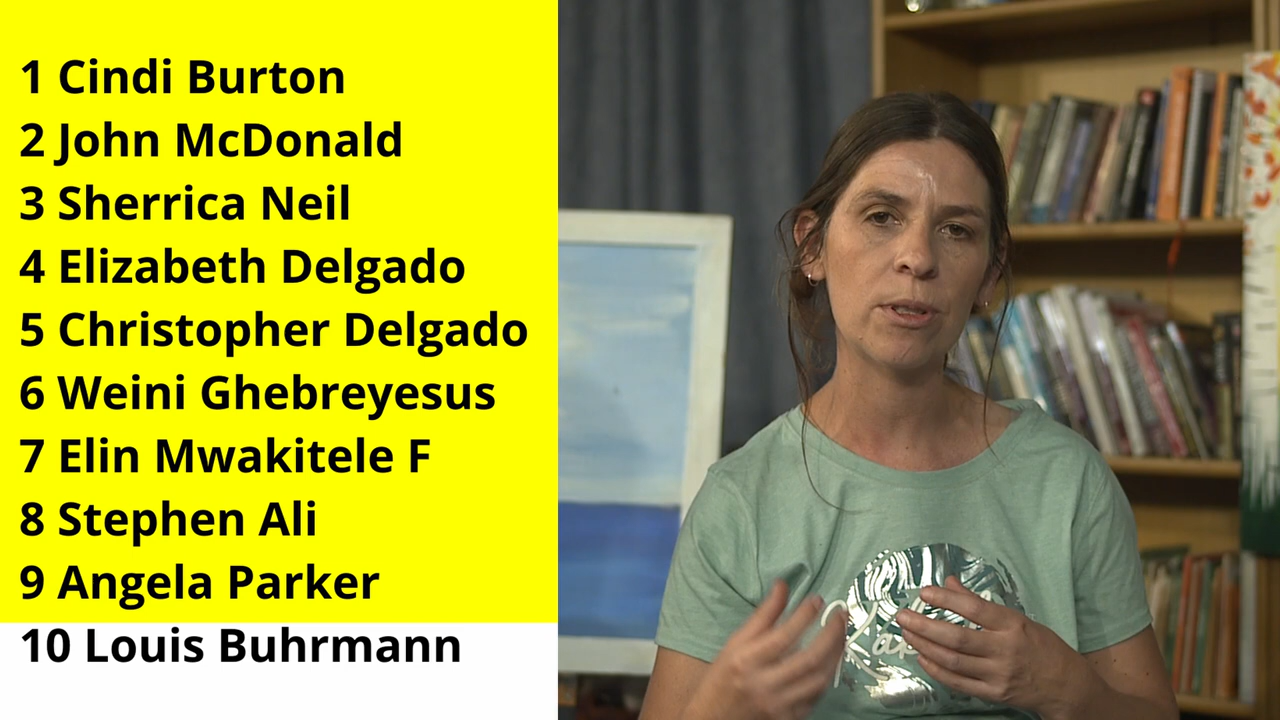 1 Cindi Burton
2 John McDonald
3 Sherrica Neil
4 Elizabeth Delgado
5 Christopher Delgado
6 Weini Ghebreyesus
7 Elin Mwakitele F
8 Stephen Ali
9 Angela Parker
10 Louis Buhrmann